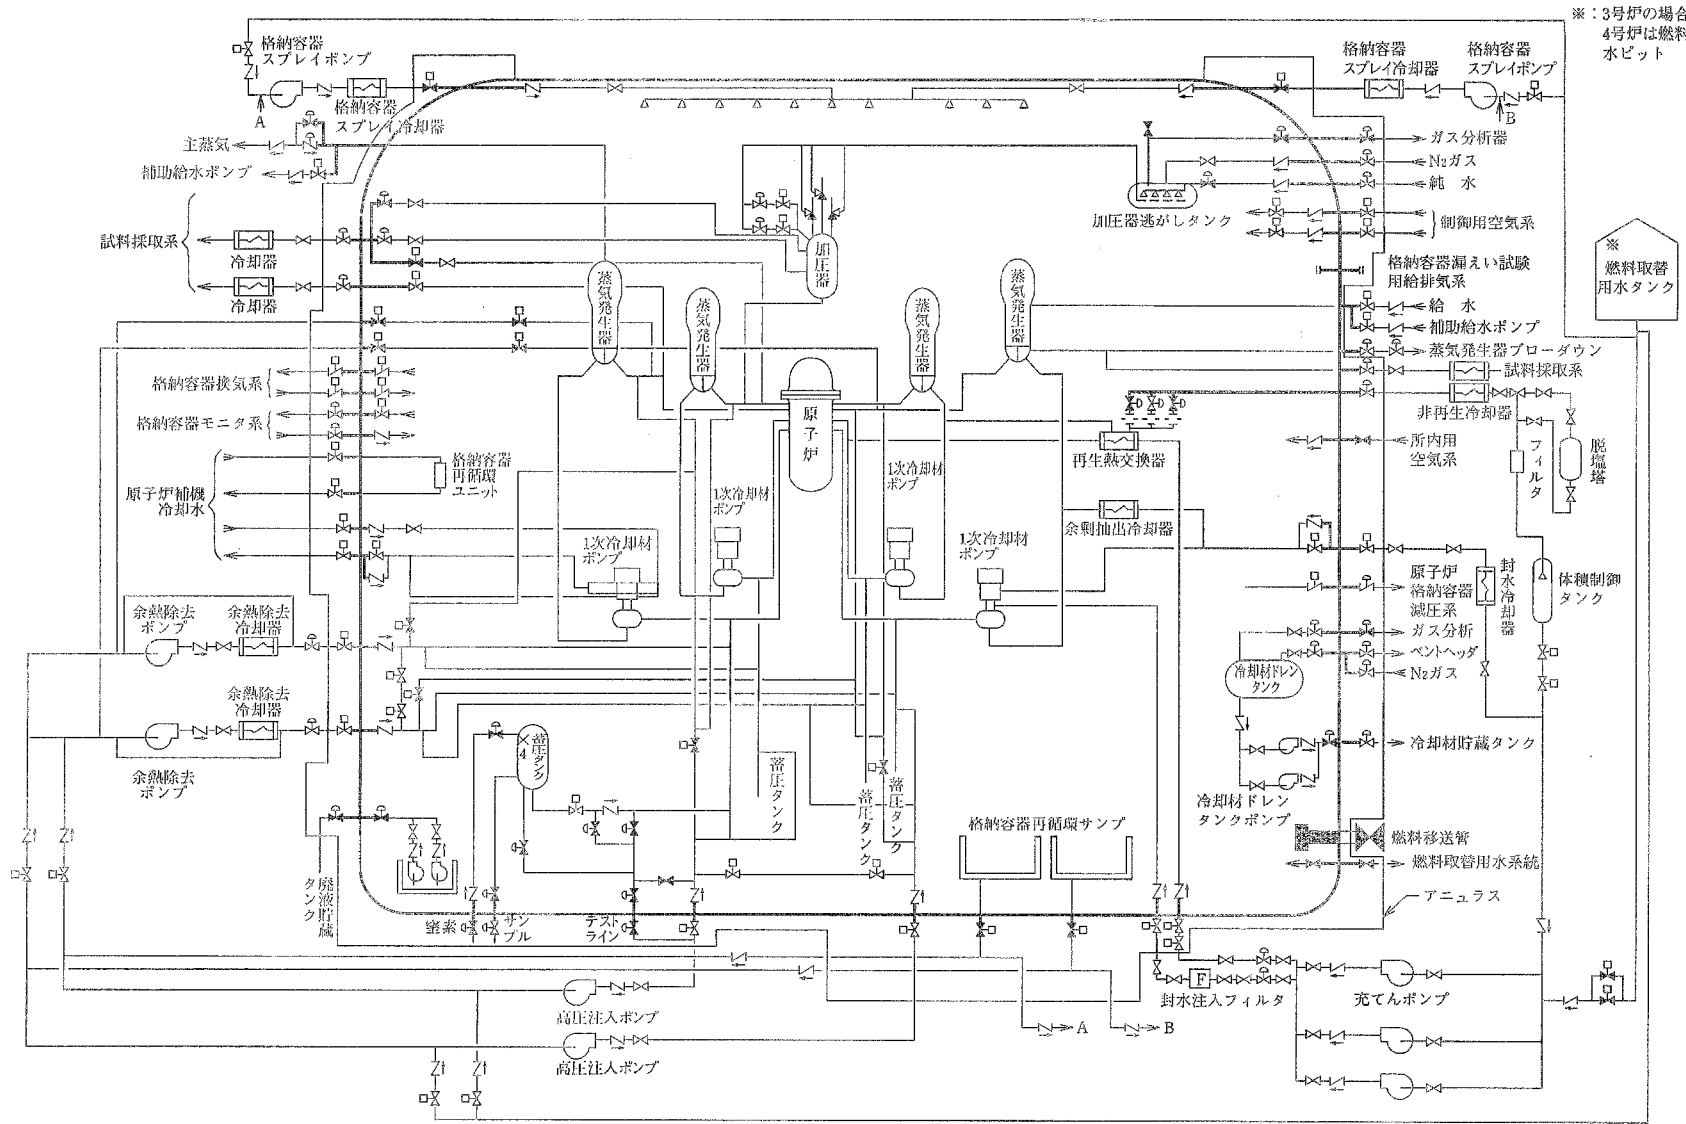 ※：3号炉の場合
4号炉は燃料
水ピット
格納容器
スプレイポンプ
A
格納容器
スプレイ冷却器
格納容器
スプレイ冷却器
格納容器
スプレイポンプ
B
主蒸気
補助給水ポンプ
試料採取系
冷却器
冷却器
格納容器換気系
格納容器モニタ系
原子炉補機
冷却水
格納容器
再循環
ユニット
ガス分析器
N2ガス
純 水
加圧器逃がしタンク
制御用空気系
格納容器漏えい試験
用給排気系
給 水
補助給水ポンプ
蒸気発生器ブローダウン
試料採取系
非再生冷却器
所内用
空気系
フィルタ
脱塩塔
※
燃料取替
用水タンク
加圧器
蒸気発生器
蒸気発生器
蒸気発生器
蒸気発生器
原子炉
再生熱交換器
余剰抽出冷却器
1次冷却材
ポンプ
1次冷却材
ポンプ
1次冷却材
ポンプ
1次冷却材
ポンプ
原子炉
格納容器
減圧系
封水冷却器
体積制御
タンク
ガス分析
ベントヘッダ
N2ガス
冷却材ドレン
タンク
冷却材貯蔵タンク
冷却材ドレン
タンクポンプ
余熱除去
ポンプ
余熱除去
冷却器
余熱除去
冷却器
余熱除去
ポンプ
蓄圧タンク
×4
蓄圧タンク
蓄圧タンク
蓄圧タンク
格納容器再循環サンプ
燃料移送管
燃料取替用水系統
アニュラス
廃液貯蔵
タンク
窒素
サン
プル
テスト
ライン
高圧注入ポンプ
高圧注入ポンプ
A
B
F
封水注入フィルタ
充てんポンプ